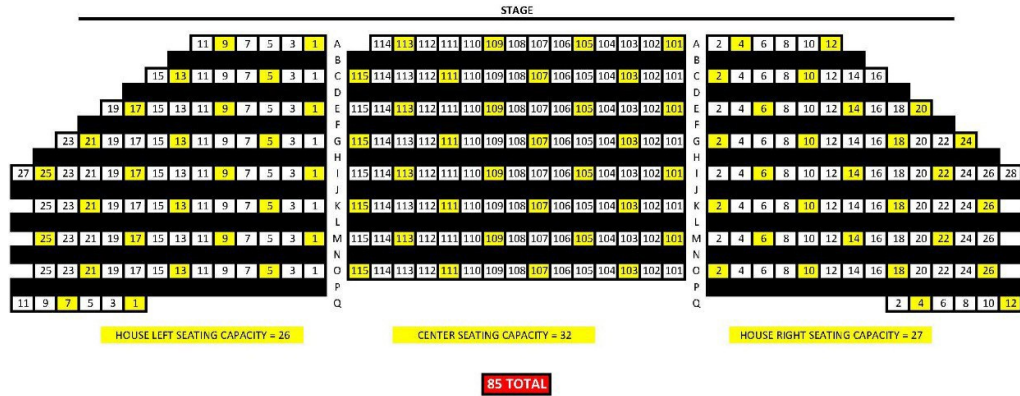 STAGE
11 9 7 5 3 1 A 114 113 112 111 110 109 108 107 106 105 104 103 102 101 A 2 4 6 8 10 12
B B
15 13 11 9 7 5 3 1 C 115 114 113 112 111 110 109 108 107 106 105 104 103 102 101 C 2 4 6 8 10 12 14 16
D D
19 17 15 13 11 9 7 5 3 1 E 115 114 113 112 111 110 109 108 107 106 105 104 103 102 101 E 2 4 6 8 10 12 14 16 18 20
F F
23 21 19 17 15 13 11 9 7 5 3 1 G 115 114 113 112 111 110 109 108 107 106 105 104 103 102 101 G 2 4 6 8 10 12 14 16 18 20 22 24
H H
27 25 23 21 19 17 15 13 11 9 7 5 3 1 I 115 114 113 112 111 110 109 108 107 106 105 104 103 102 101 I 2 4 6 8 10 12 14 16 18 20 22 24 26 28
J J
25 23 21 19 17 15 13 11 9 7 5 3 1 K 115 114 113 112 111 110 109 108 107 106 105 104 103 102 101 K 2 4 6 8 10 12 14 16 18 20 22 24 26
L L
25 23 21 19 17 15 13 11 9 7 5 3 1 M 115 114 113 112 111 110 109 108 107 106 105 104 103 102 101 M 2 4 6 8 10 12 14 16 18 20 22 24 26
N N
25 23 21 19 17 15 13 11 9 7 5 3 1 O 115 114 113 112 111 110 109 108 107 106 105 104 103 102 101 O 2 4 6 8 10 12 14 16 18 20 22 24 26
P P
11 9 7 5 3 1 Q Q 2 4 6 8 10 12
HOUSE LEFT SEATING CAPACITY = 26 CENTER SEATING CAPACITY = 32 HOUSE RIGHT SEATING CAPACITY = 27
85 TOTAL